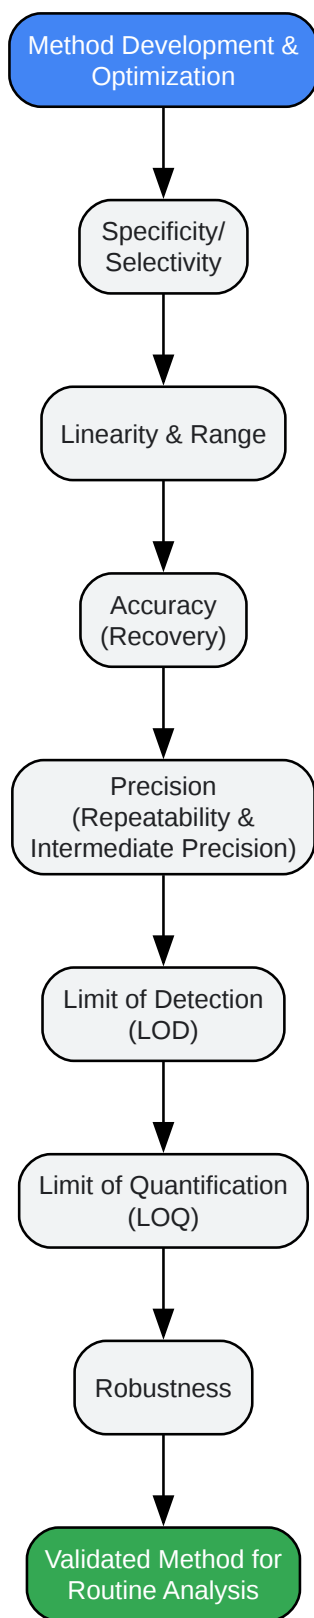 Method Development &
Optimization
Specificity/
Selectivity
Linearity & Range
Accuracy
(Recovery)
Precision
(Repeatability &
Intermediate Precision)
Limit of Detection
(LOD)
Limit of Quantification
(LOQ)
Robustness
Validated Method for
Routine Analysis